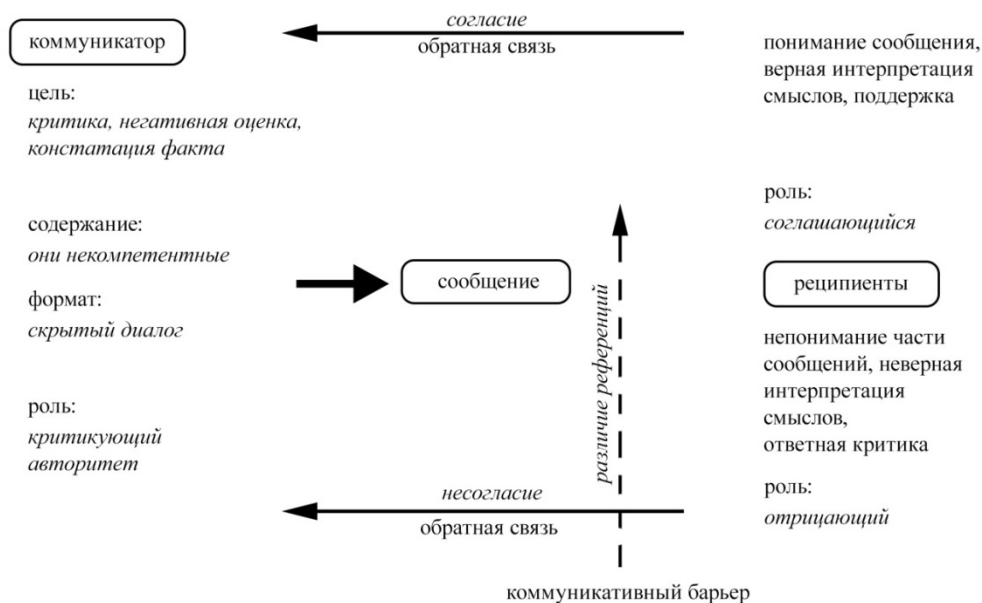 согласие
коммуникатор
обратная связь
понимание сообщения,
верная интерпретация
смыслов, поддержка
цель:
критика, негативная оценка,
констатация факта
содержание:
они некомпетентные
формат:
скрытый диалог
роль:
критикующий
авторитет
сообщение
различие референций
роль:
соглашающийся
реципиенты
непонимание части
сообщений, неверная
интерпретация
смыслов,
ответная критика
роль:
отрицающий
несогласие
обратная связь
коммуникативный барьер